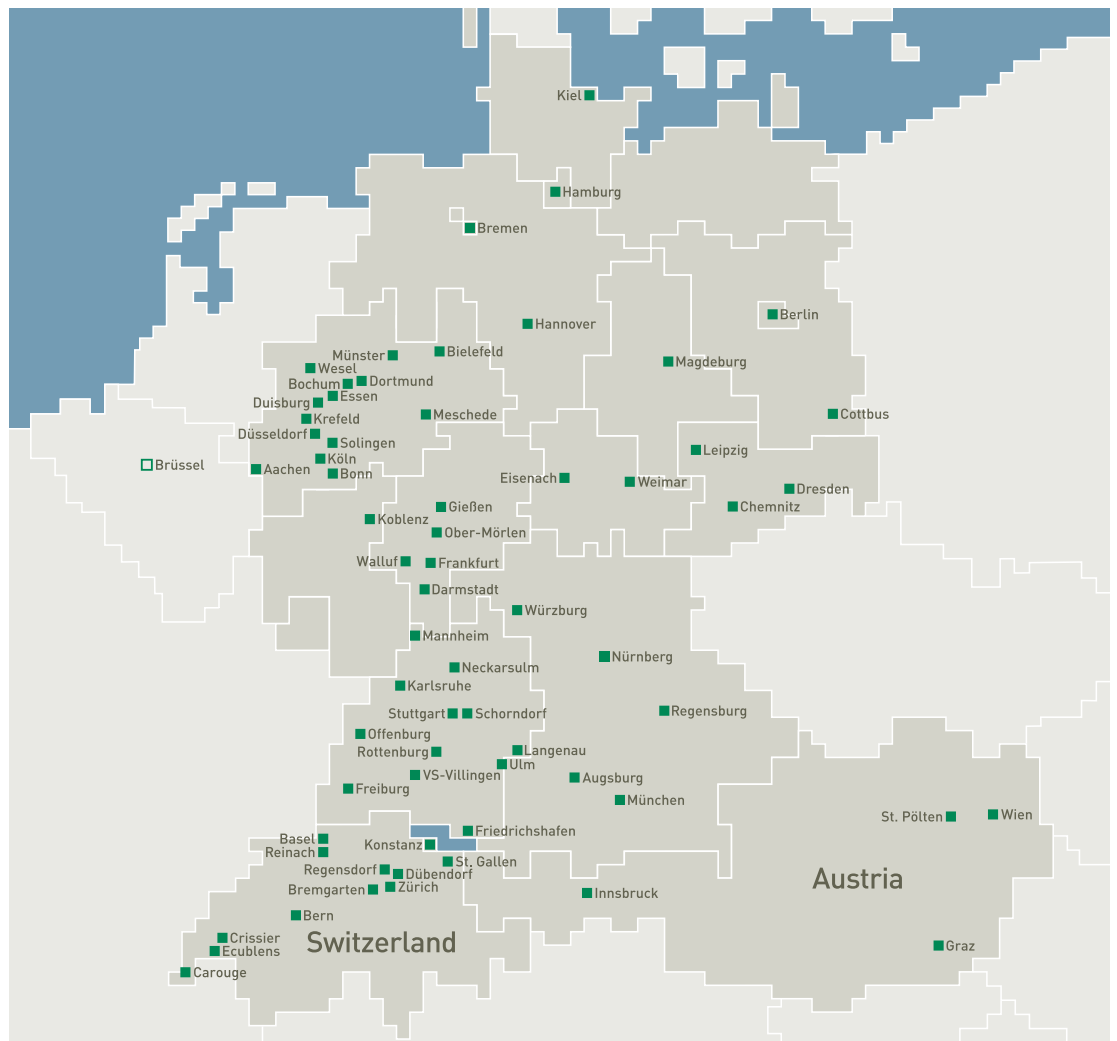 Kiel
Hamburg
Bremen
Berlin
Hannover
Münster
Bielefeld
Magdeburg
Wesel
Bochum
Dortmund
Essen
Duisburg
Meschede
Cottbus
Krefeld
Düsseldorf
Solingen
Leipzig
Köln
Brüssel
Aachen
Bonn
Eisenach
Weimar
Dresden
Gießen
Chemnitz
Koblenz
Ober-Mörlen
Walluf
Frankfurt
Darmstadt
Würzburg
Mannheim
Nürnberg
Neckarsulm
Karlsruhe
Regensburg
Stuttgart
Schorndorf
Offenburg
Rottenburg
Langenau
Ulm
VS-Villingen
Augsburg
Freiburg
München
St. Pölten
Wien
Friedrichshafen
Basel
Konstanz
Reinach
St. Gallen
Regensdorf
Dübendorf
Austria
Zürich
Bremgarten
Innsbruck
Bern
Crissier
Switzerland
Graz
Ecublens
Carouge